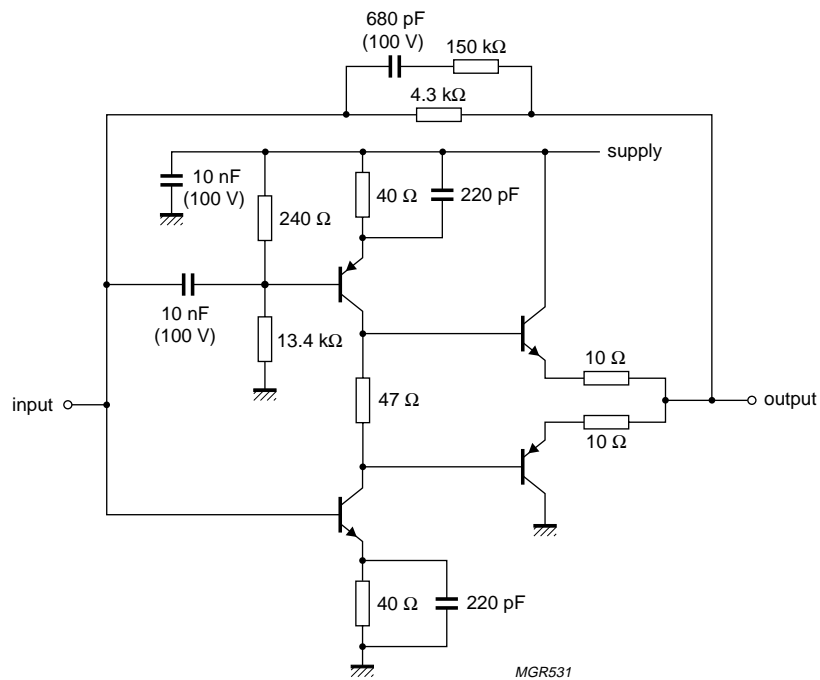 680 pF
(100 V)
150 kΩ
4.3 kΩ
supply
10 nF
(100 V)
240 Ω
40 Ω
220 pF
10 nF
(100 V)
13.4 kΩ
10 Ω
47 Ω
input
output
10 Ω
40 Ω
220 pF
MGR531